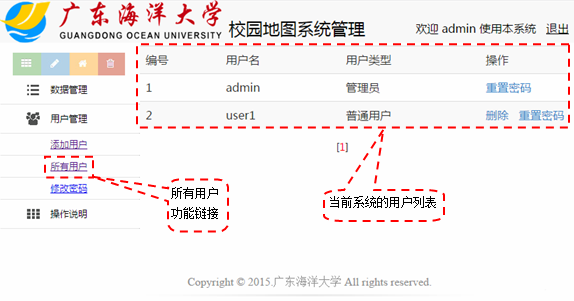 广东海洋大学
GUANGDONG OCEAN UNIVERSITY
校园地图系统管理
欢迎 admin 使用本系统 退出
编号 用户名 用户类型 操作
1 admin 管理员 重置密码
2 user1 普通用户 删除 重置密码
[1]
数据管理
用户管理
添加用户
所有用户
修改密码
操作说明
所有用户
功能链接
当前系统的用户列表
Copyright © 2015.广东海洋大学 All rights reserved.